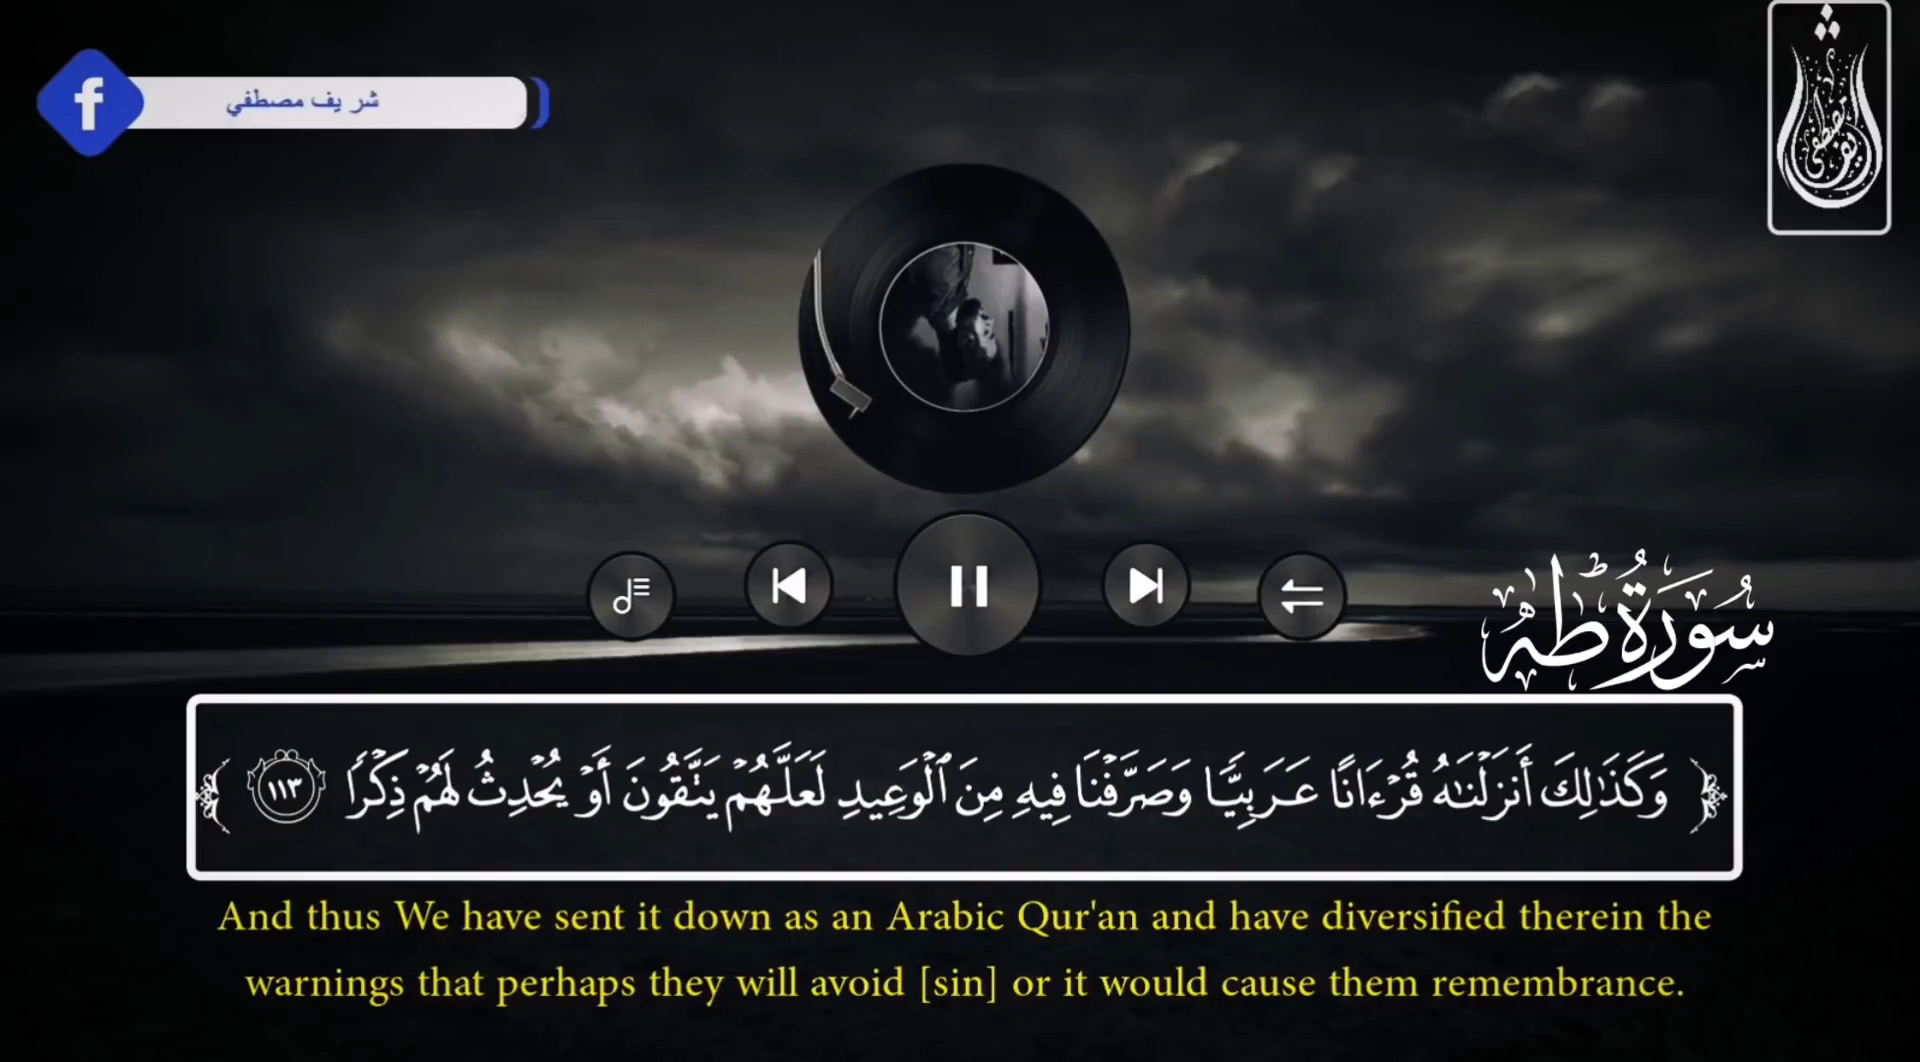 f
شريف مصطفي
سُورَةُ طه
وَكَذَٰلِكَ أَنزَلْنَٰهُ قُرْءَانًا عَرَبِيًّا وَصَرَّفْنَا فِيهِ مِنَ ٱلْوَعِيدِ لَعَلَّهُمْ يَتَّقُونَ أَوْ يُحْدِثُ لَهُمْ ذِكْرًا ١١٣
And thus We have sent it down as an Arabic Qur'an and have diversified therein the
warnings that perhaps they will avoid [sin] or it would cause them remembrance.